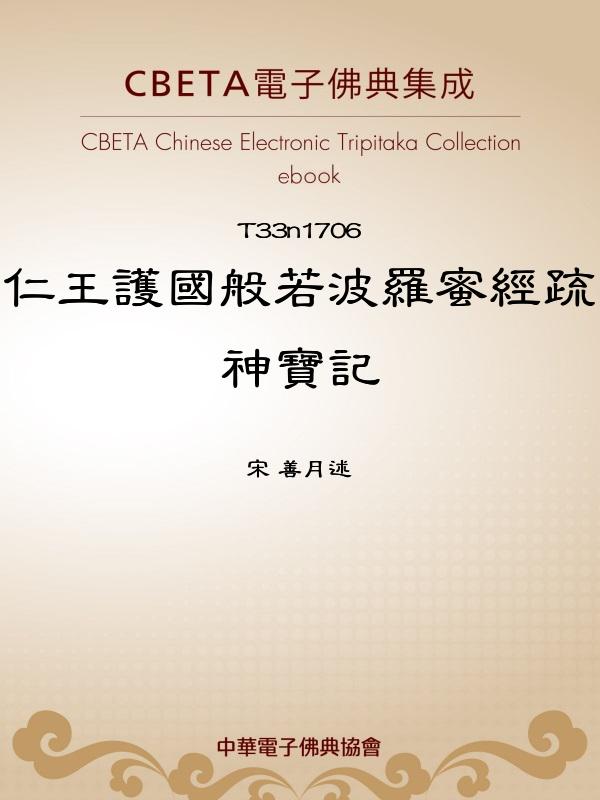 CBETA電子佛典集成
CBETA Chinese Electronic Tripitaka Collection
ebook
T33n1706
仁王護國般若波羅蜜經疏
神寶記
宋 善月述
中華電子佛典協會